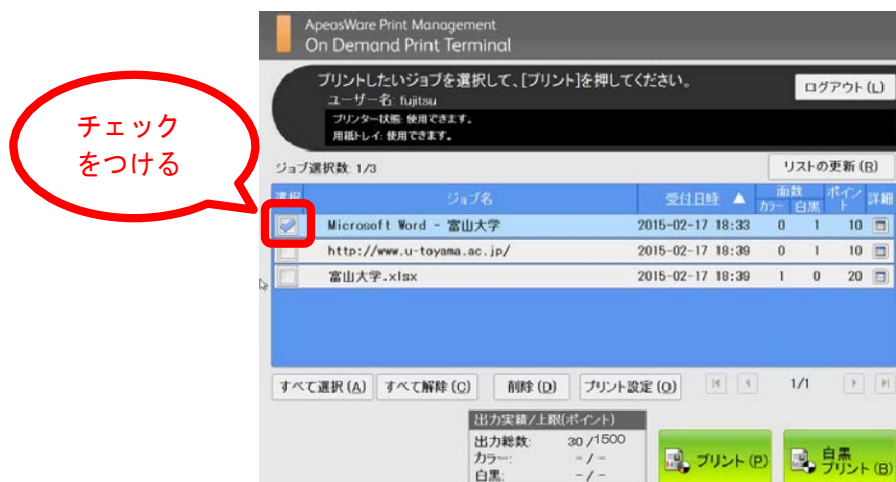 ApeosWare Print Management
On Demand Print Terminal
プリントしたいジョブを選択して、[プリント]を押してください。
ログアウト(L)
ユーザー名: fujitsu
プリンター状態: 使用できます。
用紙トレイ: 使用できます。
チェック
をつける
ジョブ選択数: 1/3
リストの更新(R)
選択 ジョブ名 受付日時 ▲ 面数 カラー 白黒 ポイント 詳細
Microsoft Word - 富山大学 2015-02-17 18:33 0 1 10
http://www.u-toyama.ac.jp/ 2015-02-17 18:39 0 1 10
富山大学.xlsx 2015-02-17 18:39 1 0 20
すべて選択(A) すべて解除(C) 削除(D) プリント設定(O) 1/1
出力実績/上限(ポイント)
出力総数: 30/1500
カラー: -/-
白黒: -/-
プリント(P)
白黒
プリント(B)